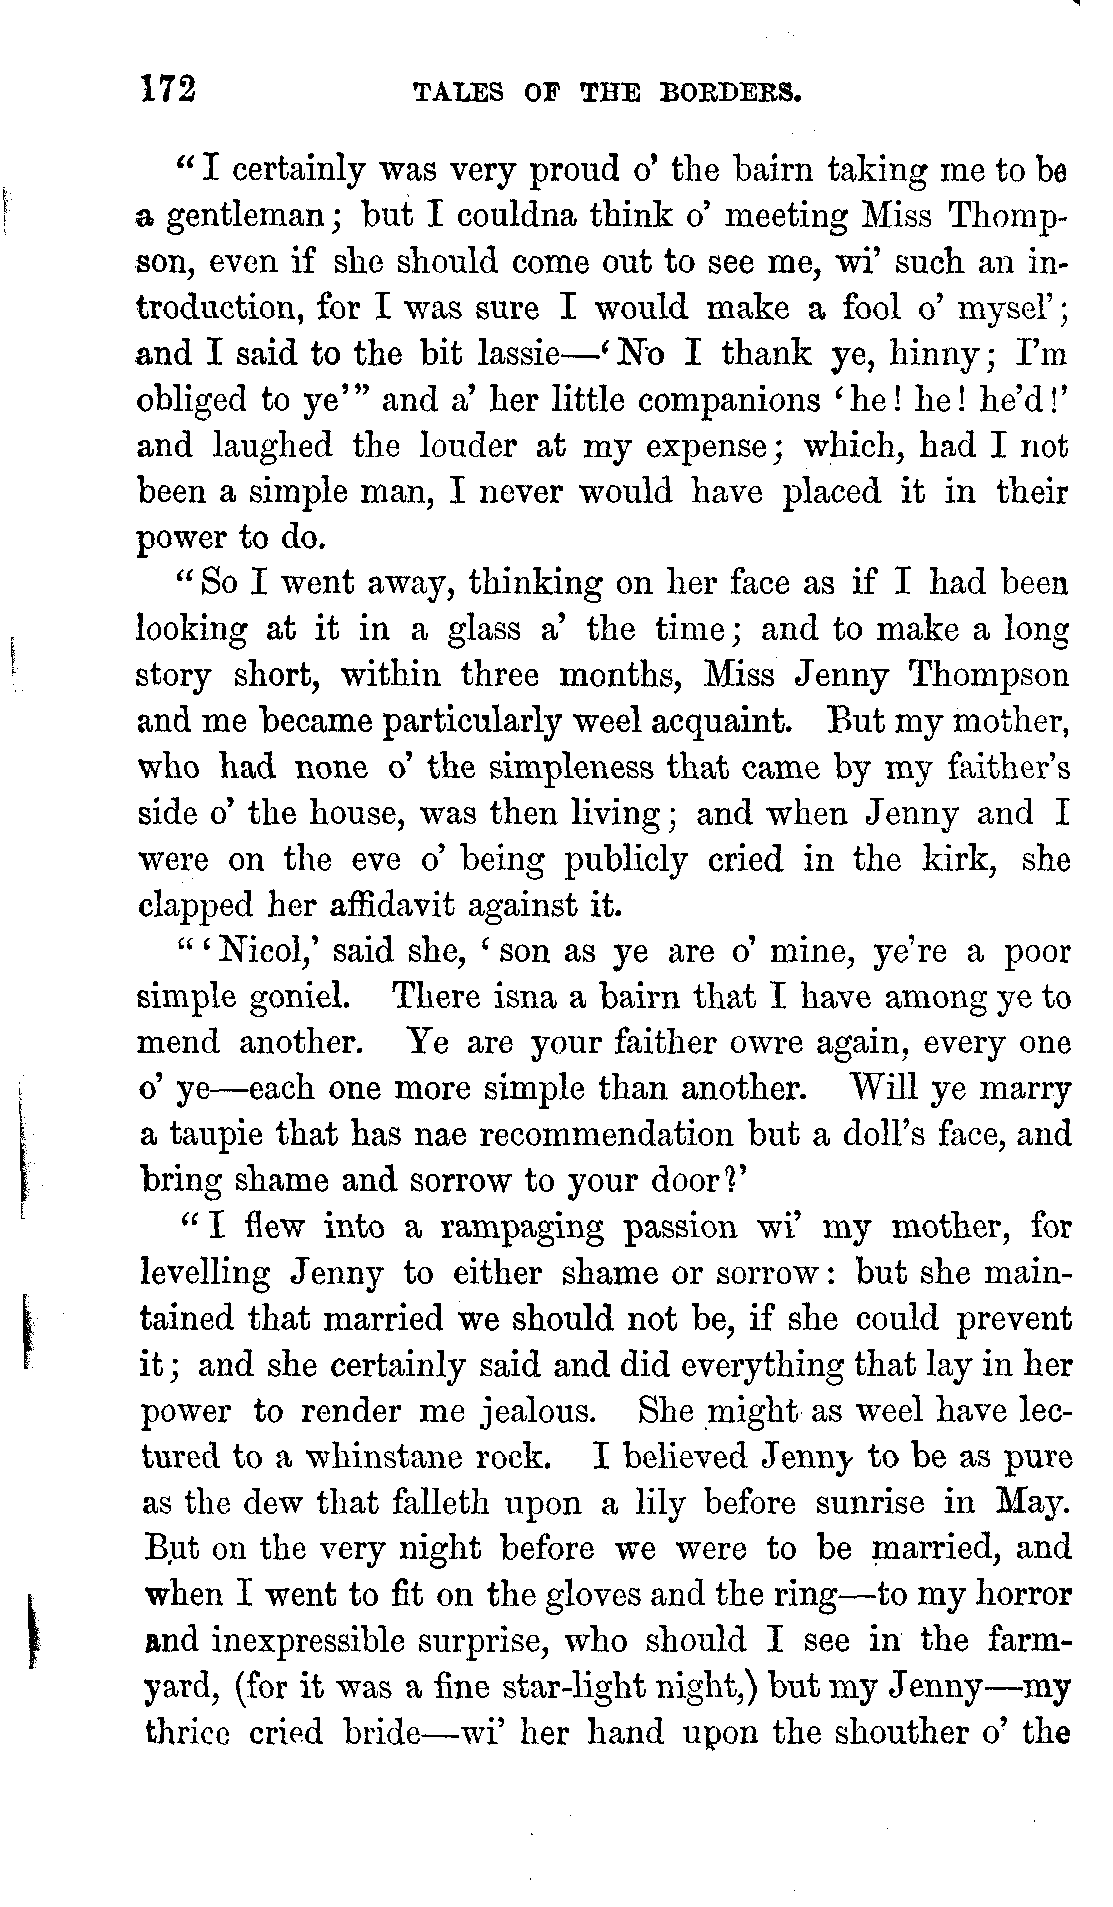 172 TALES OF THE BORDERS.
"I certainly was very proud o' the bairn taking me to be
a gentleman; but I couldna think o' meeting Miss Thomp-
son, even if she should come out to see me, wi' such an in-
troduction, for I was sure I would make a fool o' mysel';
and I said to the bit lassie—'No I thank ye, hinny; I'm
obliged to ye'" and a' her little companions 'he! he! he'd!'
and laughed the louder at my expense; which, had I not
been a simple man, I never would have placed it in their
power to do.
"So I went away, thinking on her face as if I had been
looking at it in a glass a' the time; and to make a long
story short, within three months, Miss Jenny Thompson
and me became particularly weel acquaint. But my mother,
who had none o' the simpleness that came by my faither's
side o' the house, was then living; and when Jenny and I
were on the eve o' being publicly cried in the kirk, she
clapped her affidavit against it.
"'Nicol,' said she, 'son as ye are o' mine, ye're a poor
simple goniel. There isna a bairn that I have among ye to
mend another. Ye are your faither owre again, every one
o' ye—each one more simple than another. Will ye marry
a taupie that has nae recommendation but a doll's face, and
bring shame and sorrow to your door?'
"I flew into a rampaging passion wi' my mother, for
levelling Jenny to either shame or sorrow: but she main-
tained that married we should not be, if she could prevent
it; and she certainly said and did everything that lay in her
power to render me jealous. She might as weel have lec-
tured to a whinstane rock. I believed Jenny to be as pure
as the dew that falleth upon a lily before sunrise in May.
But on the very night before we were to be married, and
when I went to fit on the gloves and the ring—to my horror
and inexpressible surprise, who should I see in the farm-
yard, (for it was a fine star-light night,) but my Jenny—my
thrice cried bride—wi' her hand upon the shouther o' the